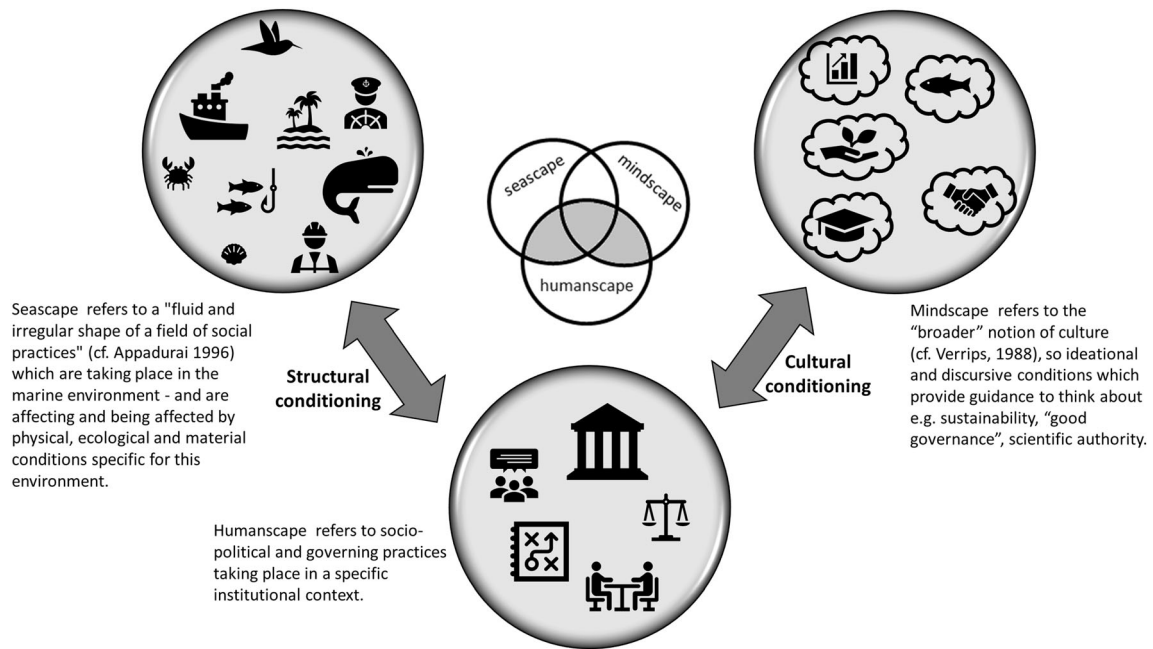 seascape
mindscape
humanscape
Seascape refers to a "fluid and
irregular shape of a field of social
practices" (cf. Appadurai 1996)
which are taking place in the
marine environment - and are
affecting and being affected by
physical, ecological and material
conditions specific for this
environment.
Structural
conditioning
Cultural
conditioning
Mindscape refers to the
“broader” notion of culture
(cf. Verrips, 1988), so ideational
and discursive conditions which
provide guidance to think about
e.g. sustainability, “good
governance”, scientific authority.
Humanscape refers to socio-
political and governing practices
taking place in a specific
institutional context.